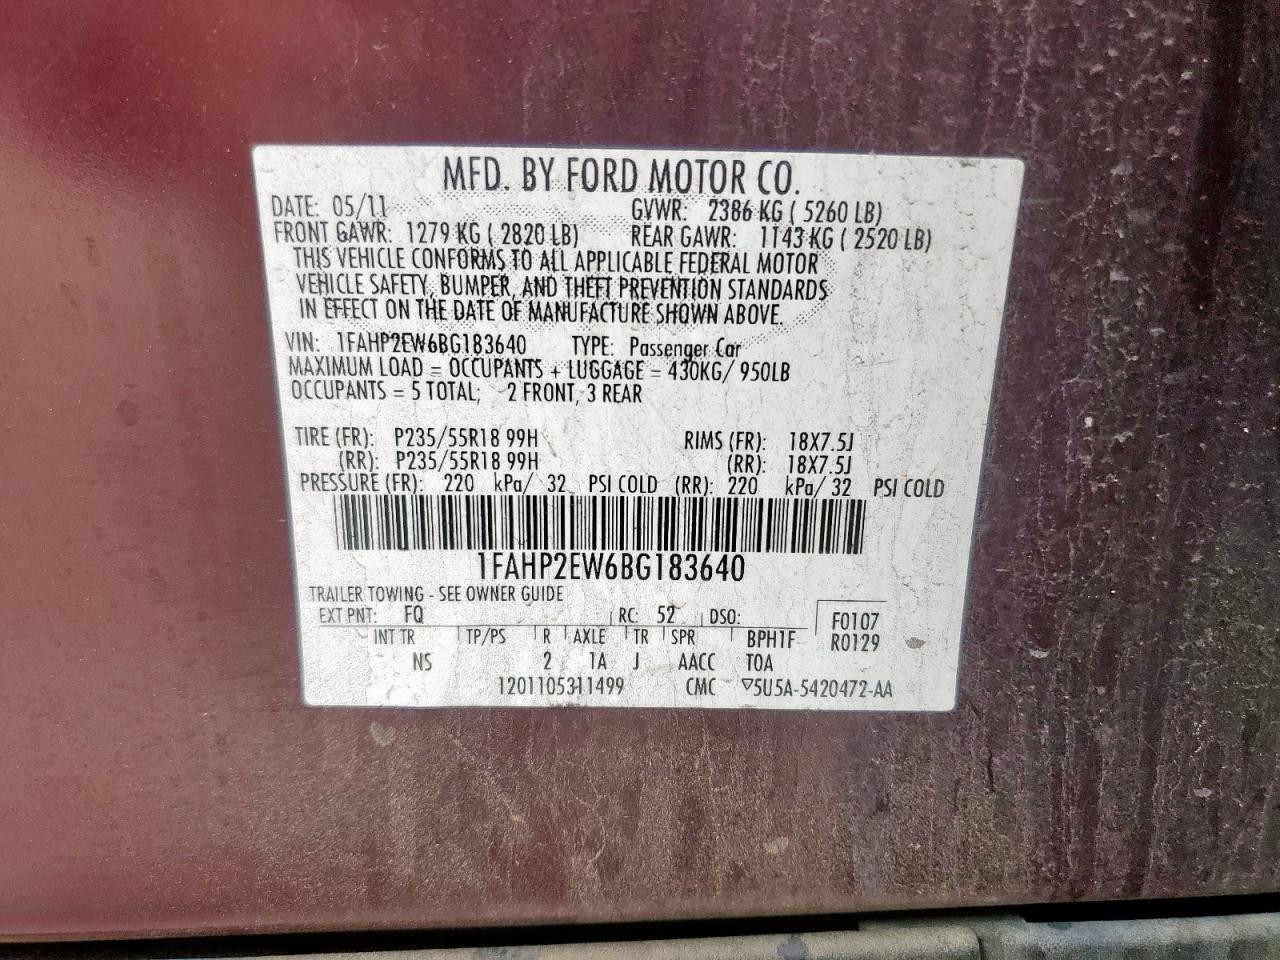 MFD. BY FORD MOTOR CO.
DATE: 05/11 GVWR: 2386 KG ( 5260 LB)
FRONT GAWR: 1279 KG ( 2820 LB) REAR GAWR: 1143 KG ( 2520 LB)
THIS VEHICLE CONFORMS TO ALL APPLICABLE FEDERAL MOTOR
VEHICLE SAFETY, BUMPER, AND THEFT PREVENTION STANDARDS
IN EFFECT ON THE DATE OF MANUFACTURE SHOWN ABOVE.
VIN: 1FAHP2EW6BG183640 TYPE: Passenger Car
MAXIMUM LOAD = OCCUPANTS + LUGGAGE = 430KG/ 950LB
OCCUPANTS = 5 TOTAL; 2 FRONT, 3 REAR
TIRE (FR): P235/55R18 99H RIMS (FR): 18X7.5J
(RR): P235/55R18 99H (RR): 18X7.5J
PRESSURE (FR): 220 kPa/ 32 PSI COLD (RR): 220 kPa/ 32 PSI COLD
1FAHP2EW6BG183640
TRAILER TOWING - SEE OWNER GUIDE
EXT PNT: FQ RC: 52 DSO: F0107
INT TR TP/PS R AXLE TR SPR BPH1F R0129
NS 2 1A J AACC TOA
1201105311499 CMC ▽5U5A-5420472-AA